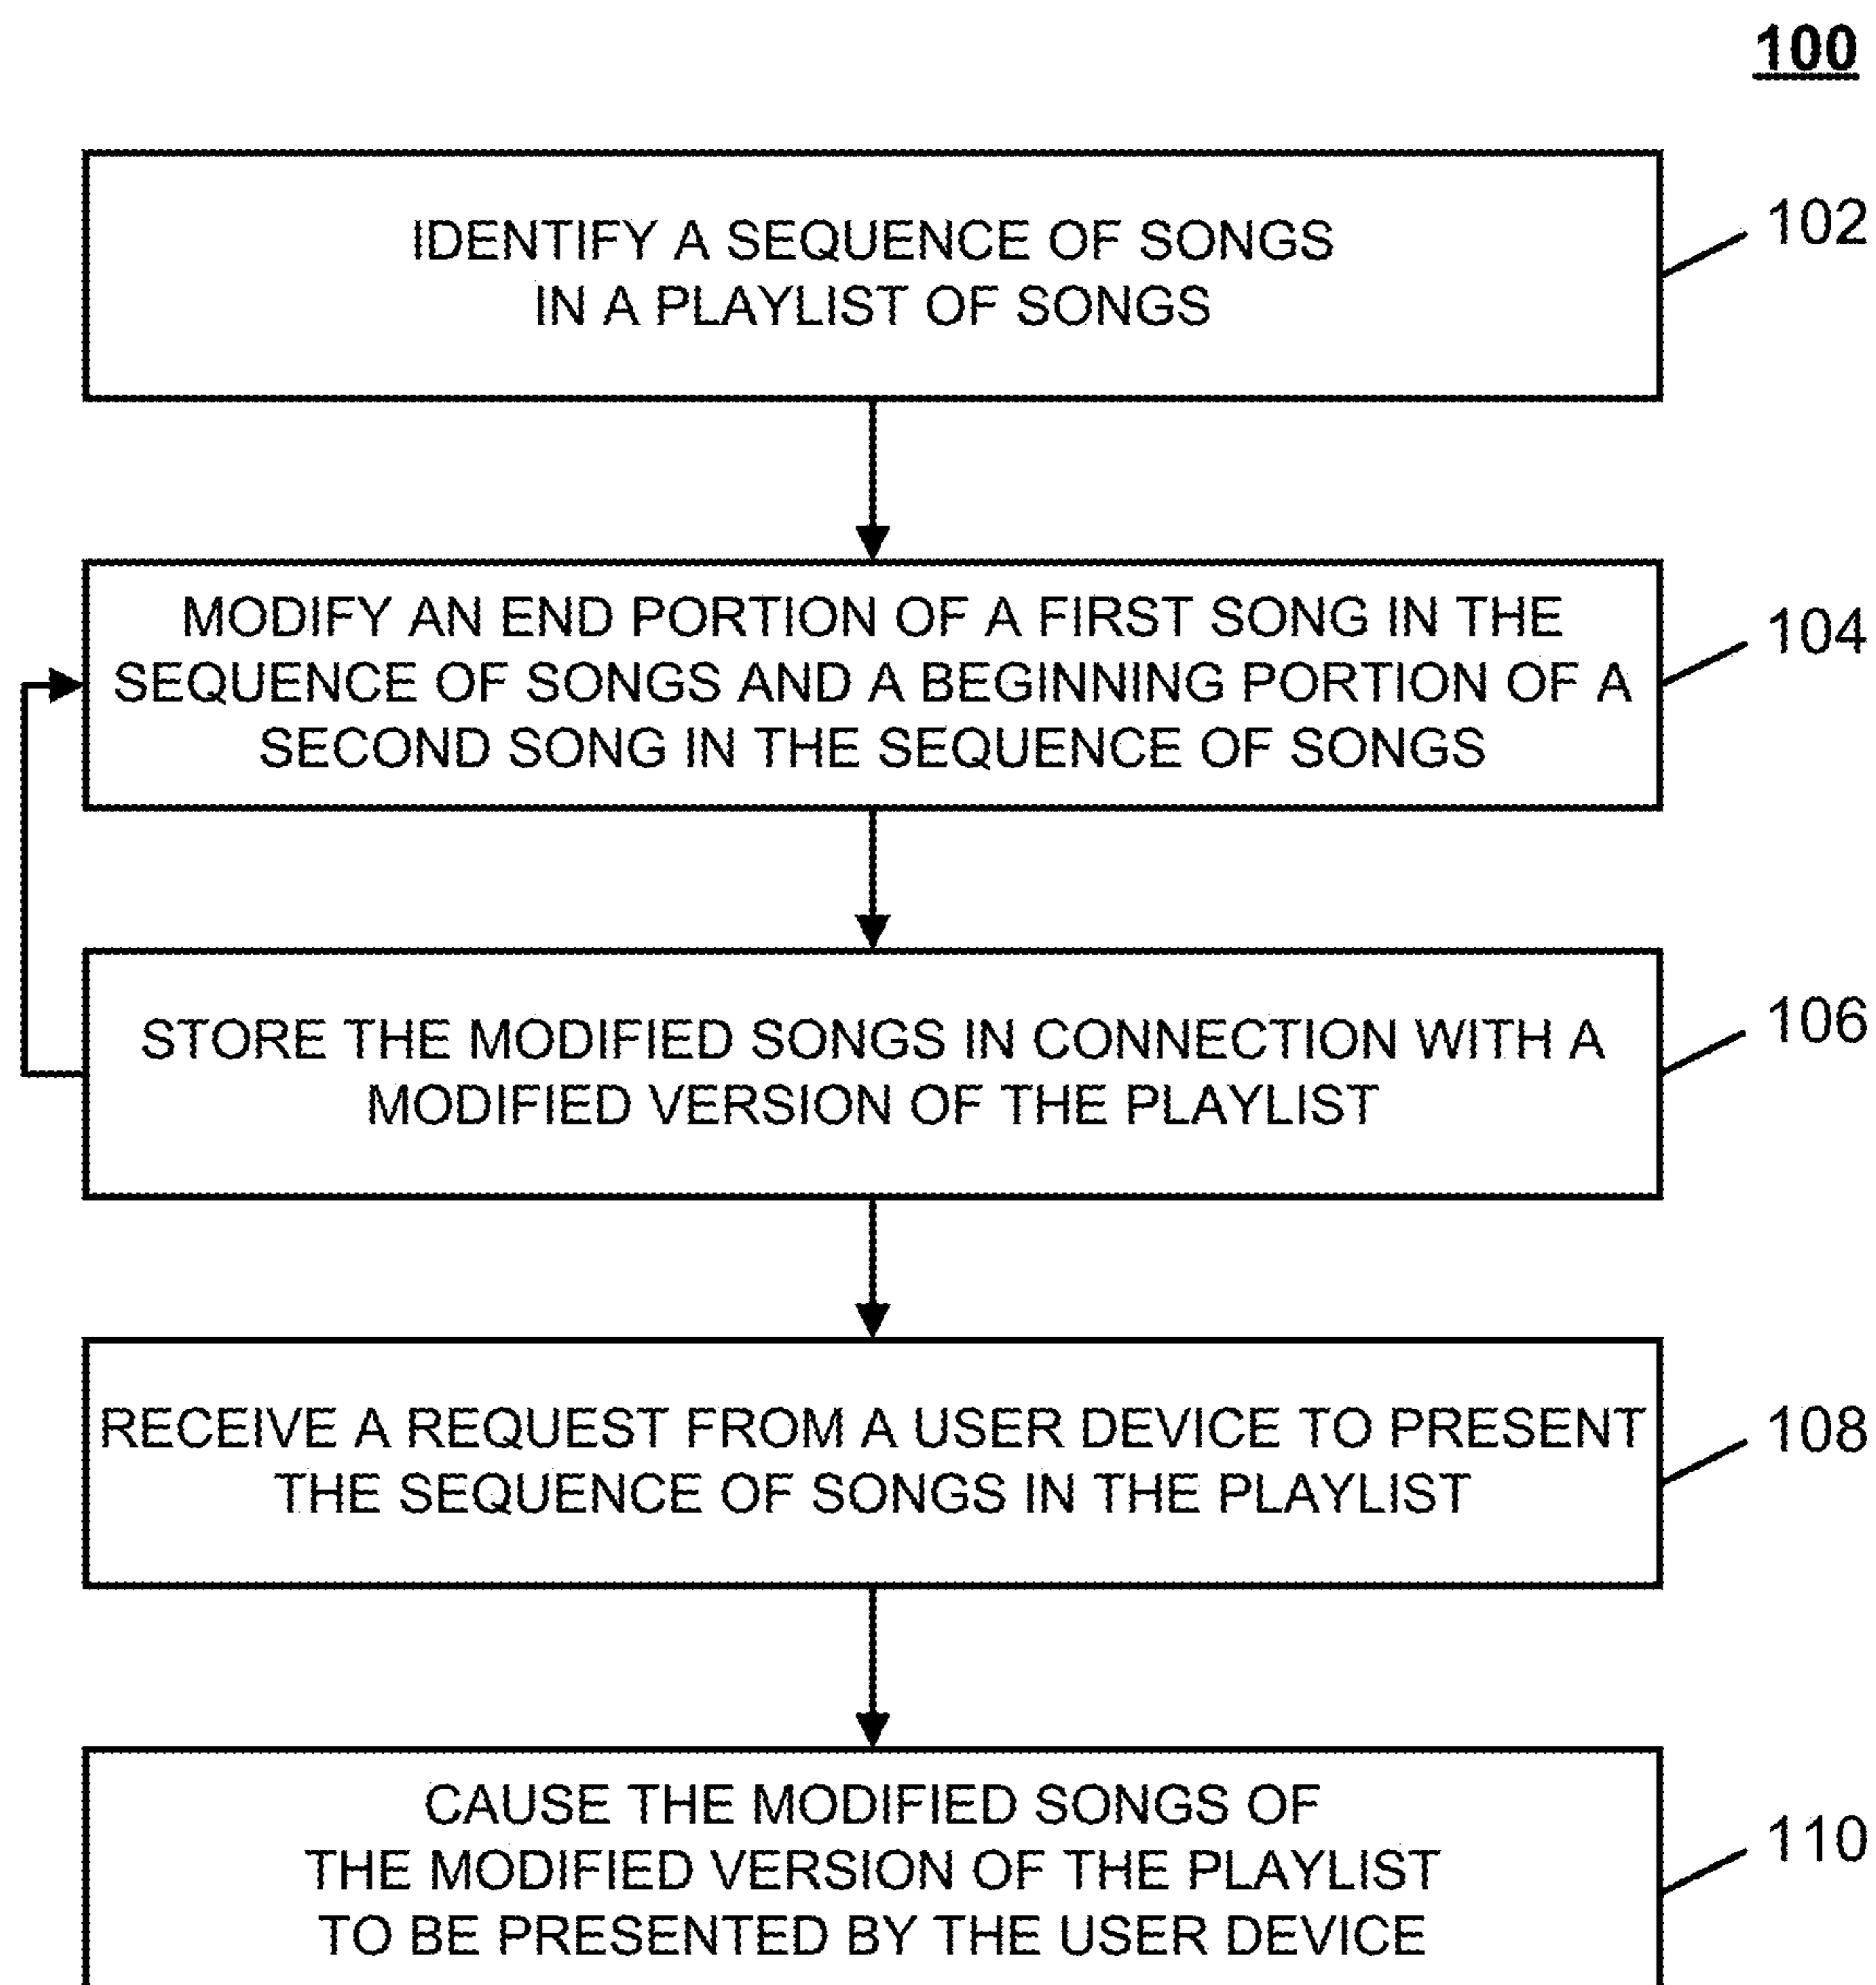 100
IDENTIFY A SEQUENCE OF SONGS
IN A PLAYLIST OF SONGS
102
MODIFY AN END PORTION OF A FIRST SONG IN THE
SEQUENCE OF SONGS AND A BEGINNING PORTION OF A
SECOND SONG IN THE SEQUENCE OF SONGS
104
STORE THE MODIFIED SONGS IN CONNECTION WITH A
MODIFIED VERSION OF THE PLAYLIST
106
RECEIVE A REQUEST FROM A USER DEVICE TO PRESENT
THE SEQUENCE OF SONGS IN THE PLAYLIST
108
CAUSE THE MODIFIED SONGS OF
THE MODIFIED VERSION OF THE PLAYLIST
TO BE PRESENTED BY THE USER DEVICE
110